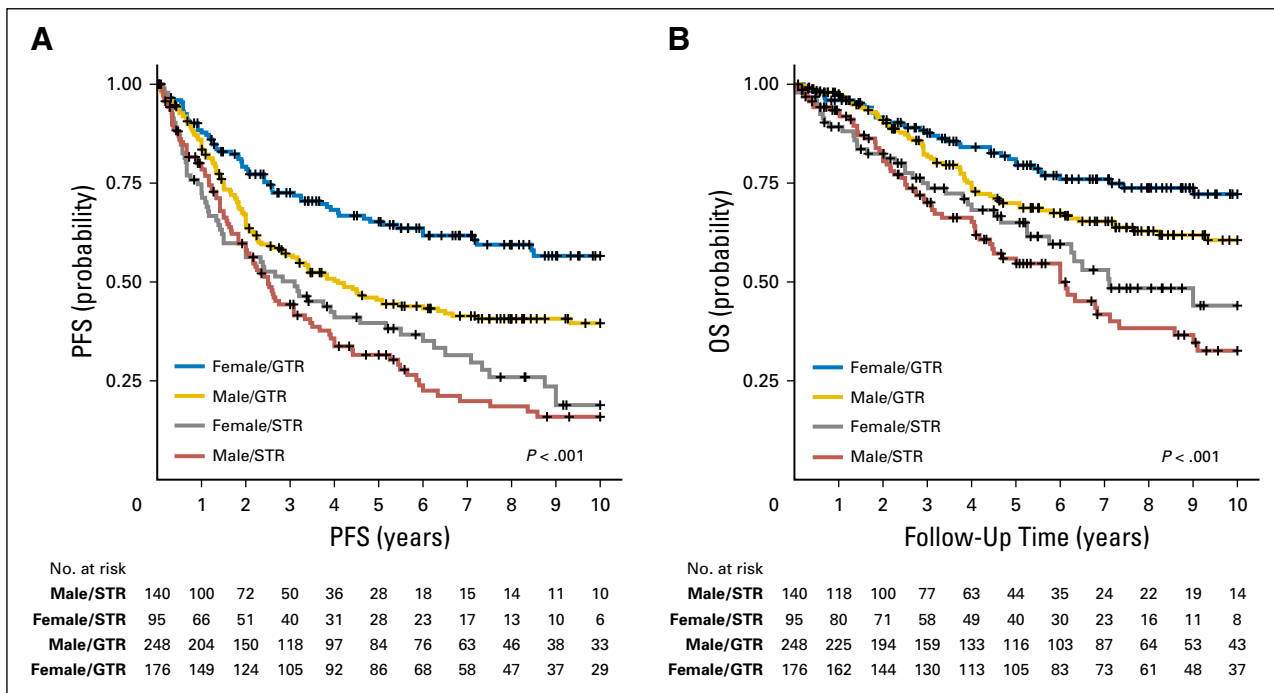 A
1.00
0.75
0.50
0.25
PFS (probability)
Female/GTR
Male/GTR
Female/STR
Male/STR
P < .001
0 1 2 3 4 5 6 7 8 9 10
PFS (years)
No. at risk
Male/STR 140 100 72 50 36 28 18 15 14 11 10
Female/STR 95 66 51 40 31 28 23 17 13 10 6
Male/GTR 248 204 150 118 97 84 76 63 46 38 33
Female/GTR 176 149 124 105 92 86 68 58 47 37 29
B
1.00
0.75
0.50
0.25
OS (probability)
Female/GTR
Male/GTR
Female/STR
Male/STR
P < .001
0 1 2 3 4 5 6 7 8 9 10
Follow-Up Time (years)
No. at risk
Male/STR 140 118 100 77 63 44 35 24 22 19 14
Female/STR 95 80 71 58 49 40 30 23 16 11 8
Male/GTR 248 225 194 159 133 116 103 87 64 53 43
Female/GTR 176 162 144 130 113 105 83 73 61 48 37